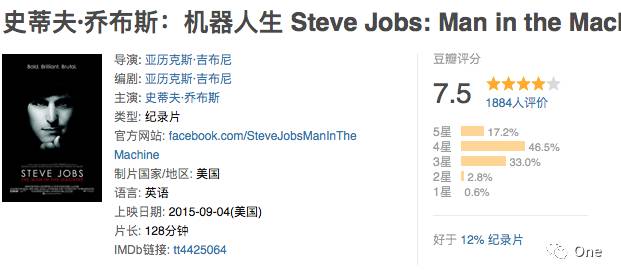 史蒂夫·乔布斯：机器人生 Steve Jobs: Man in the Mac
Bold. Brilliant. Brutal.
STEVE JOBS
THE MAN IN THE MACHINE
导演: 亚历克斯·吉布尼
编剧: 亚历克斯·吉布尼
主演: 史蒂夫·乔布斯
类型: 纪录片
官方网站: facebook.com/SteveJobsManInThe
Machine
制片国家/地区: 美国
语言: 英语
上映日期: 2015-09-04(美国)
片长: 128分钟
IMDb链接: tt4425064
豆瓣评分
7.5
1884人评价
5星 17.2%
4星 46.5%
3星 33.0%
2星 2.8%
1星 0.6%
好于 12% 纪录片
One